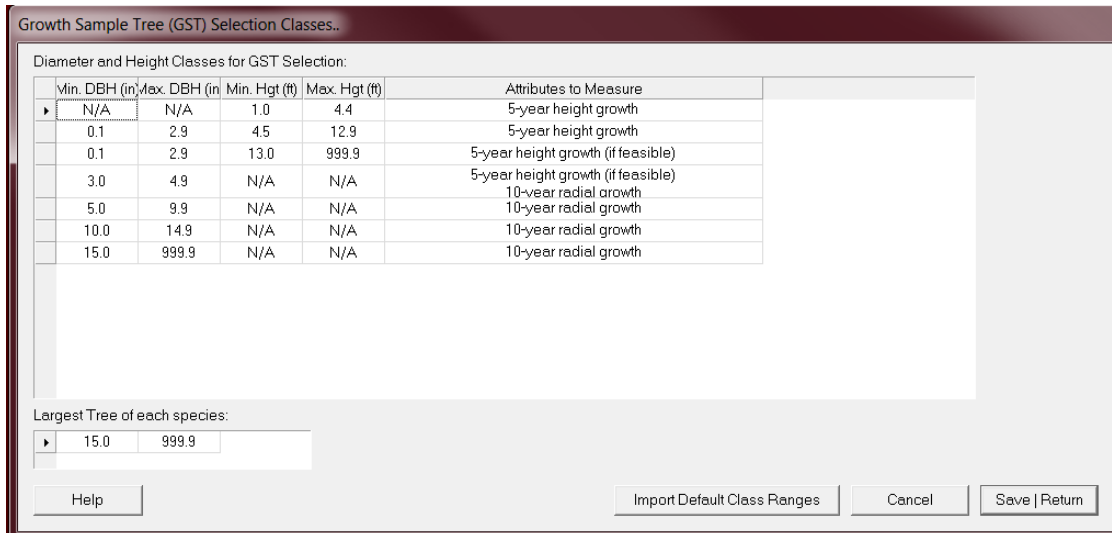 Growth Sample Tree (GST) Selection Classes..
Diameter and Height Classes for GST Selection:
Min. DBH (in) Max. DBH (in Min. Hgt (ft) Max. Hgt (ft) Attributes to Measure
N/A N/A 1.0 4.4 5-year height growth
0.1 2.9 4.5 12.9 5-year height growth
0.1 2.9 13.0 999.9 5-year height growth (if feasible)
3.0 4.9 N/A N/A 5-year height growth (if feasible)
10-year radial growth
5.0 9.9 N/A N/A 10-year radial growth
10.0 14.9 N/A N/A 10-year radial growth
15.0 999.9 N/A N/A 10-year radial growth
Largest Tree of each species:
15.0 999.9
Help Import Default Class Ranges Cancel Save | Return